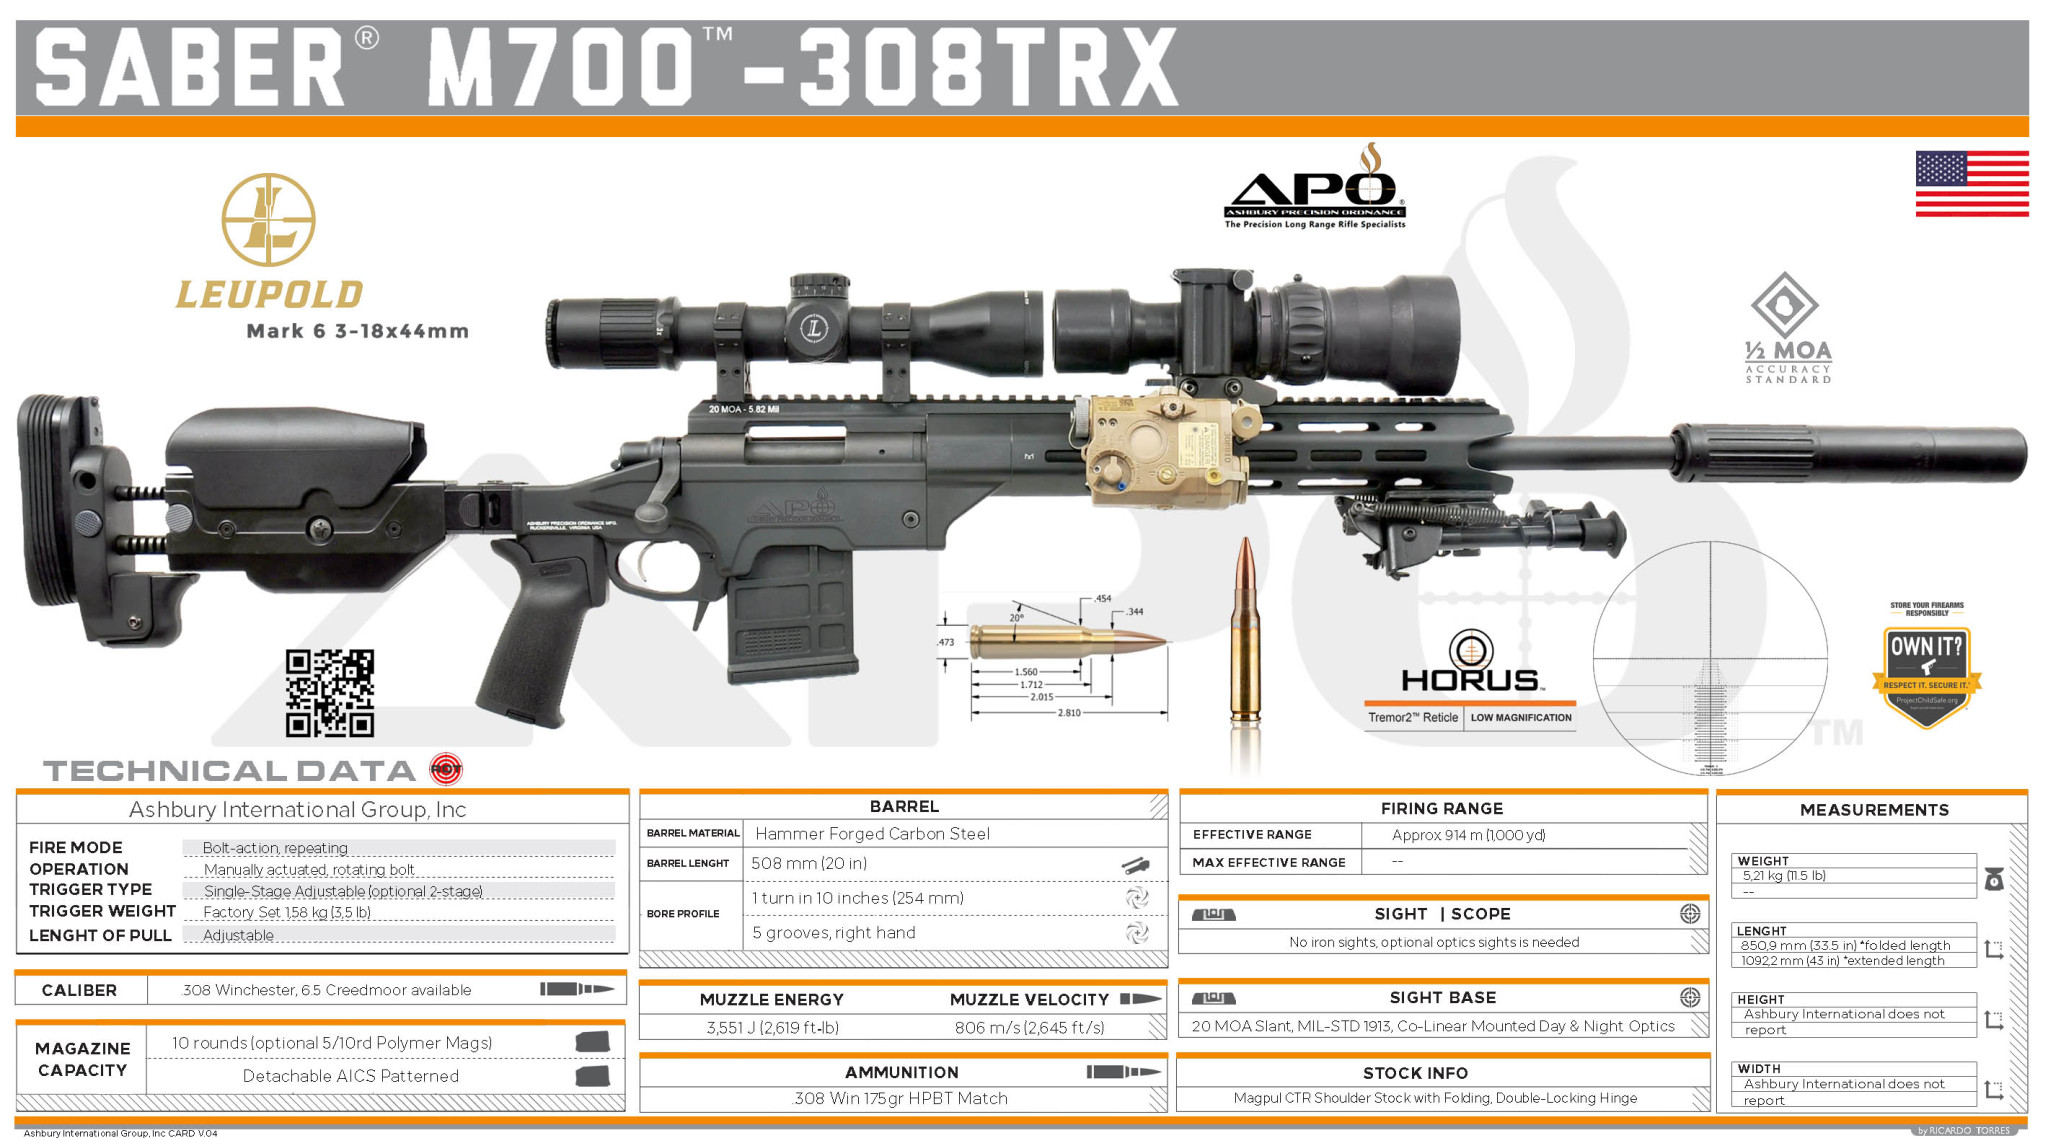 SABER® M700™-308TRX
APO®
ASHBURY PRECISION ORDNANCE
The Precision Long Range Rifle Specialists
LEUPOLD
Mark 6 3-18x44mm
½ MOA
ACCURACY
STANDARD
L
20 MOA - 5.82 Mil
APO
ASHBURY PRECISION ORDNANCE MFG.
RUCKERSVILLE, VIRGINIA USA
.454
.344
20°
.473
1.560
1.712
2.015
2.810
HORUS™
Tremor2™ Reticle | LOW MAGNIFICATION
STORE YOUR FIREARMS
RESPONSIBLY
OWN IT?
RESPECT IT. SECURE IT.
ProjectChildSafe.org
TM
TECHNICAL DATA
Ashbury International Group, Inc
FIRE MODE Bolt-action, repeating
OPERATION Manually actuated, rotating bolt
TRIGGER TYPE Single-Stage Adjustable (optional 2-stage)
TRIGGER WEIGHT Factory Set 1,58 kg (3,5 lb)
LENGHT OF PULL Adjustable
CALIBER .308 Winchester, 6.5 Creedmoor available
MAGAZINE CAPACITY
10 rounds (optional 5/10rd Polymer Mags)
Detachable AICS Patterned
BARREL
BARREL MATERIAL Hammer Forged Carbon Steel
BARREL LENGHT 508 mm (20 in)
BORE PROFILE 1 turn in 10 inches (254 mm)
5 grooves, right hand
MUZZLE ENERGY MUZZLE VELOCITY
3,551 J (2,619 ft-lb) 806 m/s (2,645 ft/s)
AMMUNITION
.308 Win 175gr HPBT Match
FIRING RANGE
EFFECTIVE RANGE Approx 914 m (1,000 yd)
MAX EFFECTIVE RANGE --
SIGHT | SCOPE
No iron sights, optional optics sights is needed
SIGHT BASE
20 MOA Slant, MIL-STD 1913, Co-Linear Mounted Day & Night Optics
STOCK INFO
Magpul CTR Shoulder Stock with Folding, Double-Locking Hinge
MEASUREMENTS
WEIGHT
5,21 kg (11.5 lb)
--
LENGHT
850,9 mm (33.5 in) *folded length
1092,2 mm (43 in) *extended length
HEIGHT
Ashbury International does not
report
WIDTH
Ashbury International does not
report
Ashbury International Group, Inc CARD V.04
by RICARDO TORRES